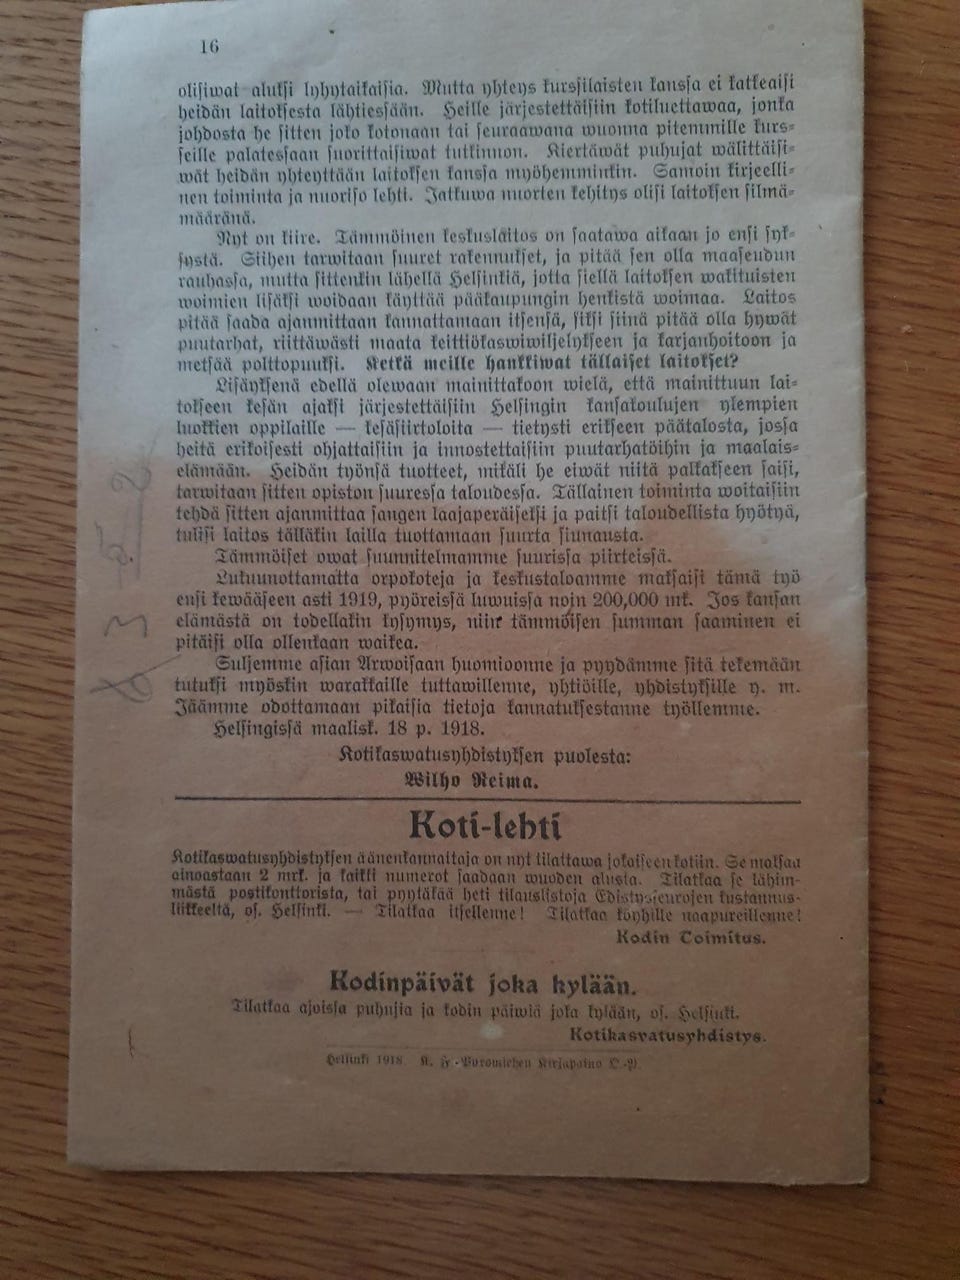 16
olisiwat aluksi lyhytaikaisia. Mutta yhteys kurssilaisten kanssa ei katkeaisi
heidän laitoksesta lähtiessään. Heille järjestettäisiin kotiluettawaa, jonka
johdosta he sitten joko kotonaan tai seuraawana wuonna pitemmille kurs-
seille palatessaan suorittaisiwat tutkinnon. Kiertäwät puhujat wälittäisi-
wät heidän yhteyttään laitoksen kanssa myöhemminkin. Samoin kirjeelli-
nen toiminta ja nuoriso lehti. Jatkuwa nuorten kehitys olisi laitoksen silmä-
määränä.
Nyt on kiire. Tämmöinen keskuslaitos on saatawa aikaan jo ensi syk-
systä. Siihen tarwitaan suuret rakennukset, ja pitää sen olla maaseudun
rauhassa, mutta sittenkin lähellä Helsinkiä, jotta siellä laitoksen wakituisten
woimien lisäksi woidaan käyttää pääkaupungin henkistä woimaa. Laitos
pitää saada ajanmittaan kannattamaan itsensä, siksi siinä pitää olla hywät
puutarhat, riittäwästi maata keittiökaswiwiljelykseen ja karjanhoitoon ja
metsää polttopuuksi. Ketkä meille hankkiwat tällaiset laitokset?
Lisäyksenä edellä olewaan mainittakoon wielä, että mainittuun lai-
tokseen kesän ajaksi järjestettäisiin Helsingin kansakoulujen ylempien
luokkien oppilaille — kesäsiirtoloita — tietysti erikseen päätalosta, jossa
heitä erikoisesti ohjattaisiin ja innostettaisiin puutarhatöihin ja maalais-
elämään. Heidän työnsä tuotteet, mikäli he eiwät niitä palkakseen saisi,
tarwitaan sitten opiston suuressa taloudessa. Tällainen toiminta woitaisiin
tehdä sitten ajanmittaa sangen laajaperäiseksi ja paitsi taloudellista hyötyä,
tulisi laitos tälläkin lailla tuottamaan suurta siunausta.
Tämmöiset owat suunnitelmamme suurissa piirteissä.
Lukuunottamatta orpokoteja ja keskustaloamme maksaisi tämä työ
ensi kewääseen asti 1919, pyöreissä luwuissa noin 200,000 mk. Jos kansan
elämästä on todellakin kysymys, niin tämmöisen summan saaminen ei
pitäisi olla ollenkaan waikea.
Suljemme asian Arwoisaan huomioonne ja pyydämme sitä tekemään
tutuksi myöskin warakkaille tuttawillenne, yhtiöille, yhdistyksille y. m.
Jäämme odottamaan pikaisia tietoja kannatuksestanne työllemme.
Helsingissä maalisk. 18 p. 1918.
Kotikaswatusyhdistyksen puolesta:
Wilho Reima.
Koti-lehti
Kotikaswatusyhdistyksen äänenkannattaja on nyt tilattawa jokaiseen kotiin. Se maksaa
ainoastaan 2 mrk. ja kaikki numerot saadaan wuoden alusta. Tilatkaa se lähim-
mästä postikonttorista, tai pyytäkää heti tilauslistoja Edistysseurojen kustannus-
liikkeeltä, os. Helsinki. — Tilatkaa itsellenne! Tilatkaa köyhille naapureillenne!
Kodin Toimitus.
Kodinpäivät joka kylään.
Tilatkaa ajoissa puhujia ja kodin päiwiä joka kylään, os. Helsinki.
Kotikasvatusyhdistys.
Helsinki 1918. K. F. Puromiehen Kirjapaino O.-Y.